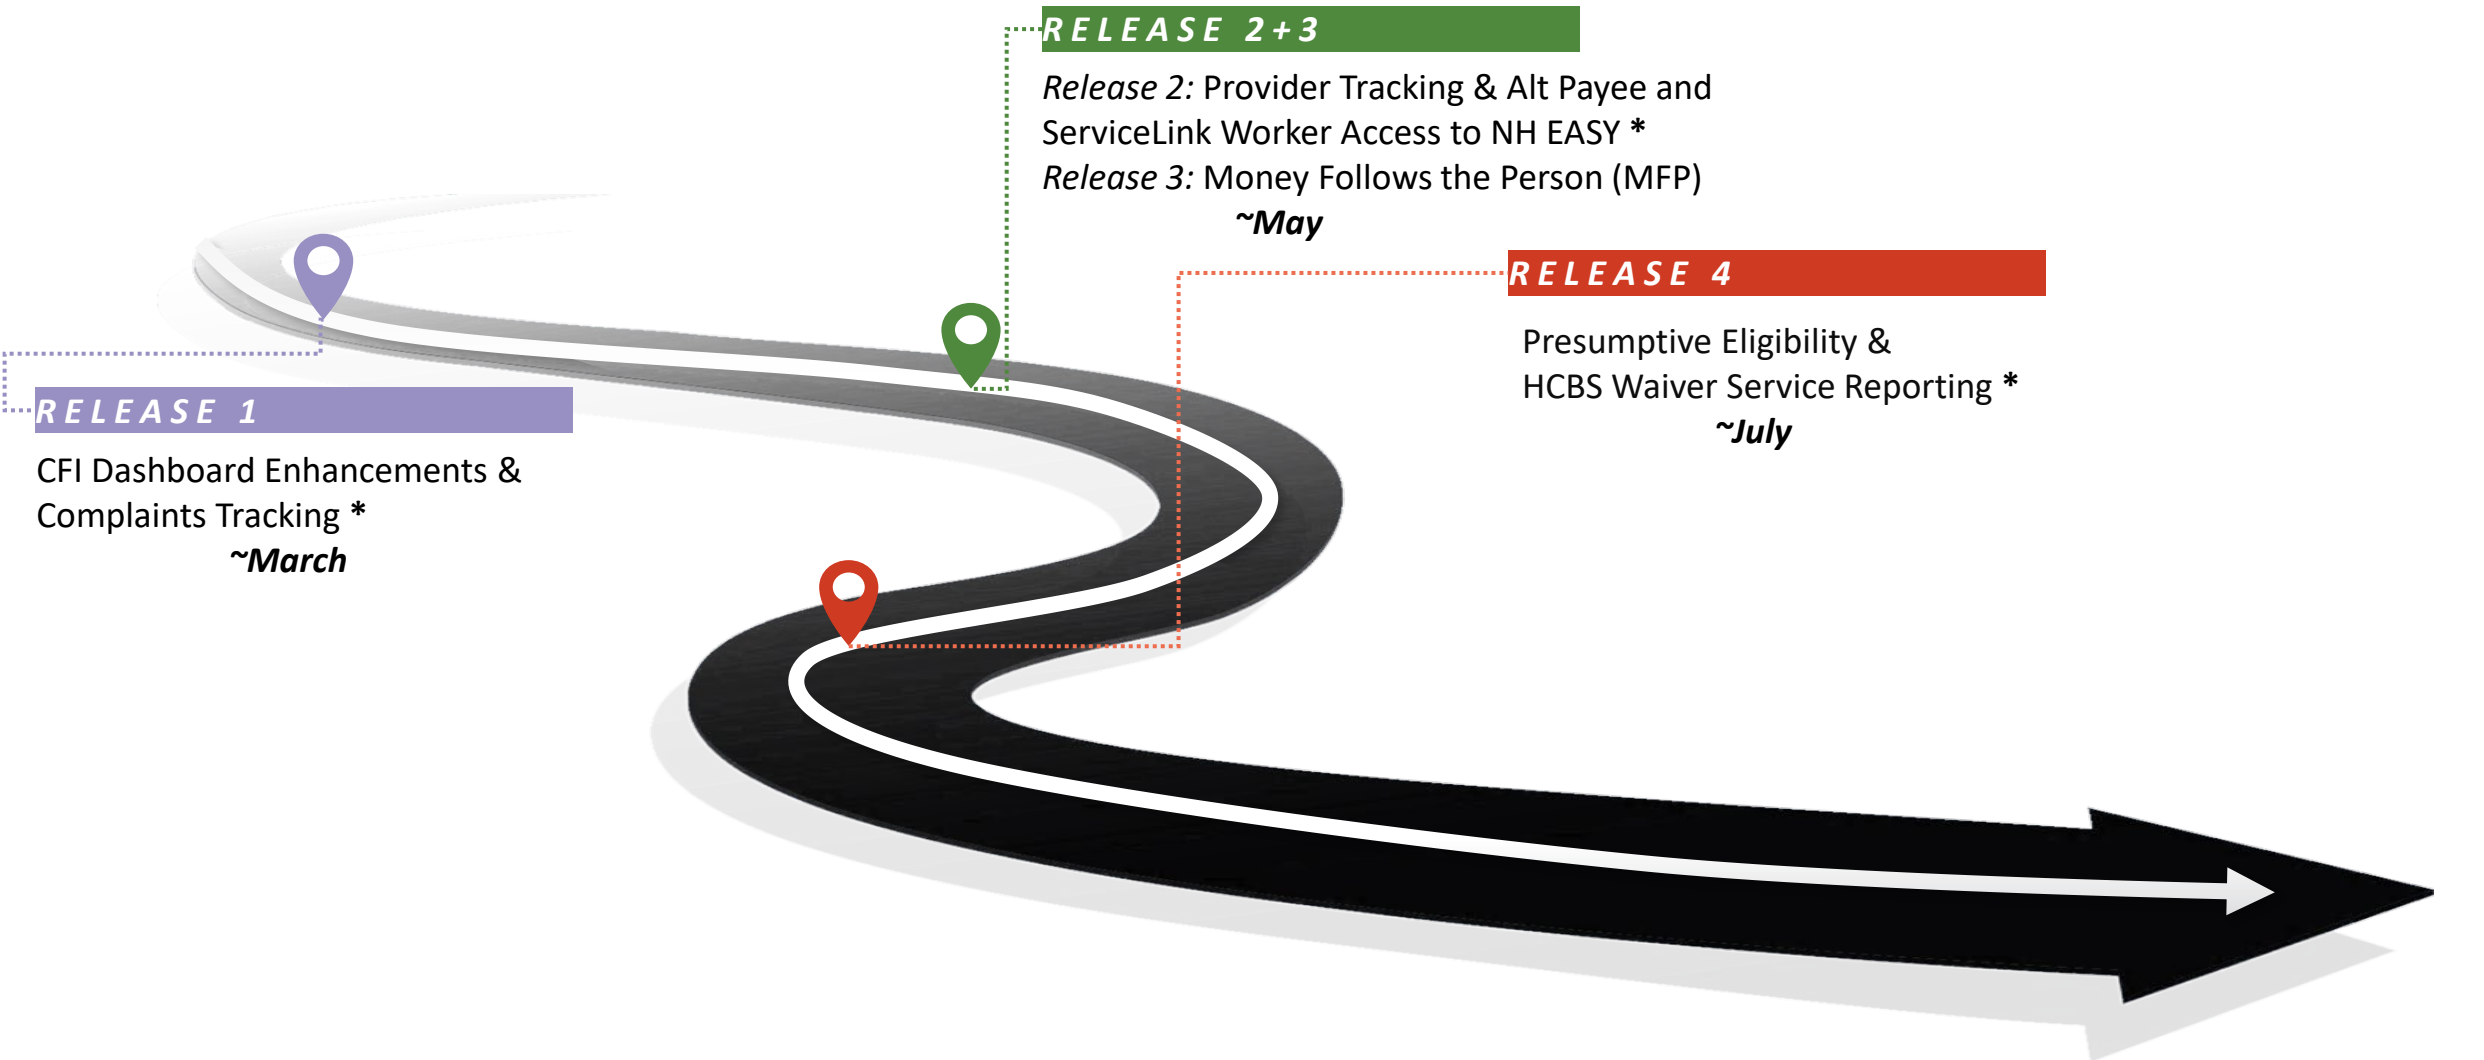 RELEASE 2+3
Release 2: Provider Tracking & Alt Payee and
ServiceLink Worker Access to NH EASY *
Release 3: Money Follows the Person (MFP)
~May
RELEASE 4
Presumptive Eligibility &
HCBS Waiver Service Reporting *
~July
RELEASE 1
CFI Dashboard Enhancements &
Complaints Tracking *
~March